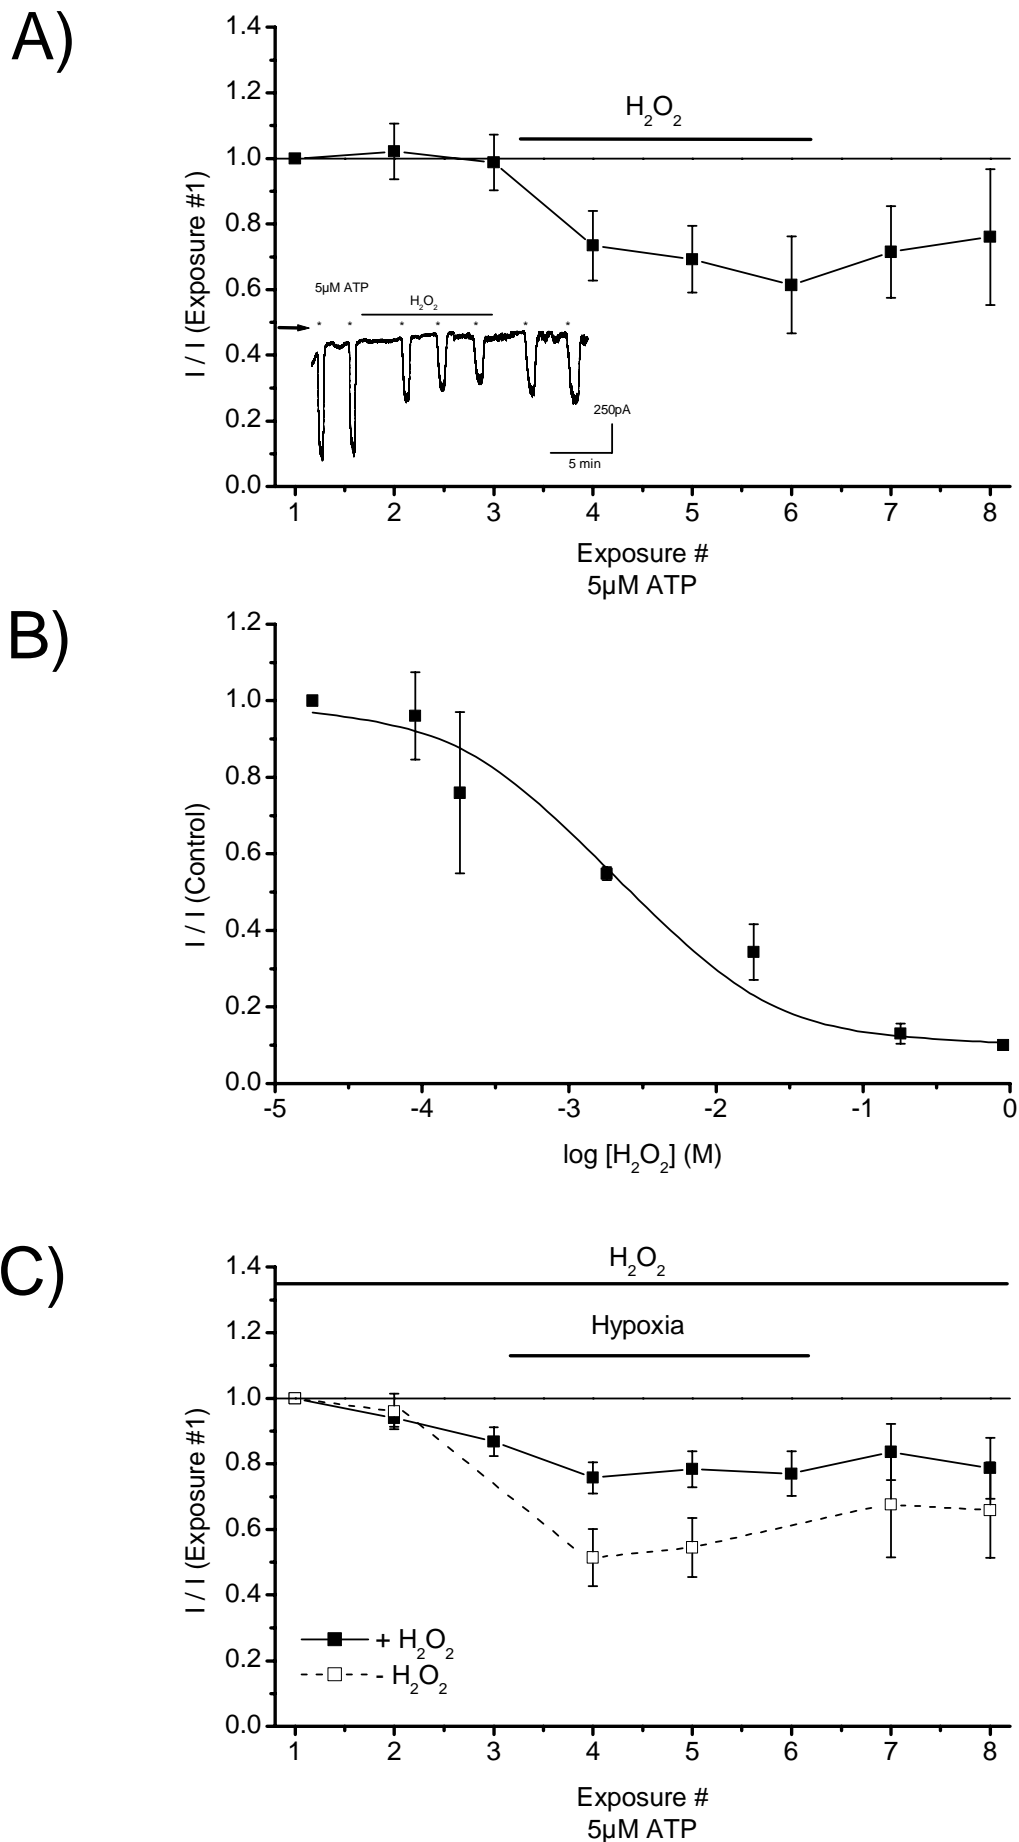 A)
1.4
1.2
1.0
0.8
0.6
0.4
0.2
0.0
I / I (Exposure #1)
H2O2
5µM ATP
H2O2
* * * * * * *
250pA
5 min
1 2 3 4 5 6 7 8
Exposure #
5µM ATP
B)
1.2
1.0
0.8
0.6
0.4
0.2
0.0
I / I (Control)
-5 -4 -3 -2 -1 0
log [H2O2] (M)
C)
1.4
1.2
1.0
0.8
0.6
0.4
0.2
0.0
I / I (Exposure #1)
H2O2
Hypoxia
+ H2O2
- H2O2
1 2 3 4 5 6 7 8
Exposure #
5µM ATP